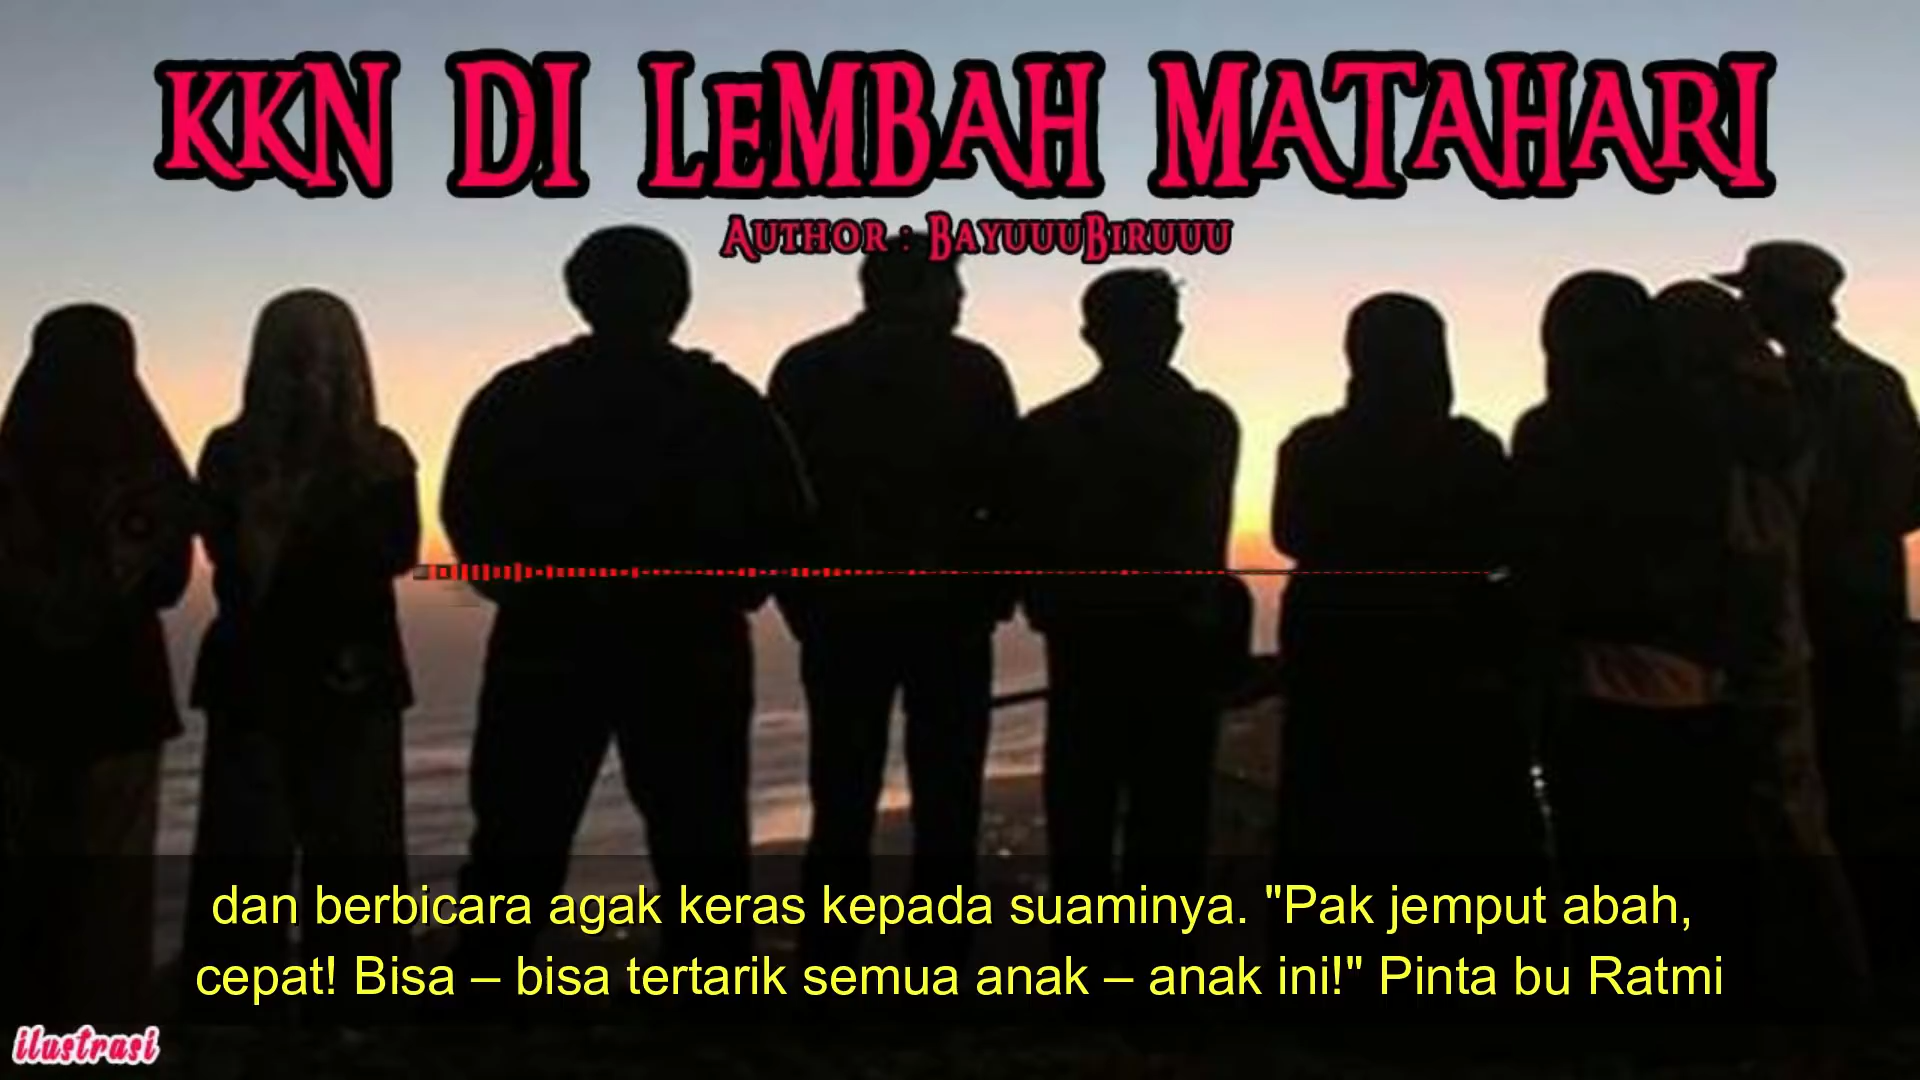 KKN DI LEMBAH MATAHARI
AUTHOR : BAYUUUBIRUUU
dan berbicara agak keras kepada suaminya. "Pak jemput abah,
cepat! Bisa – bisa tertarik semua anak – anak ini!" Pinta bu Ratmi
ilustrasi